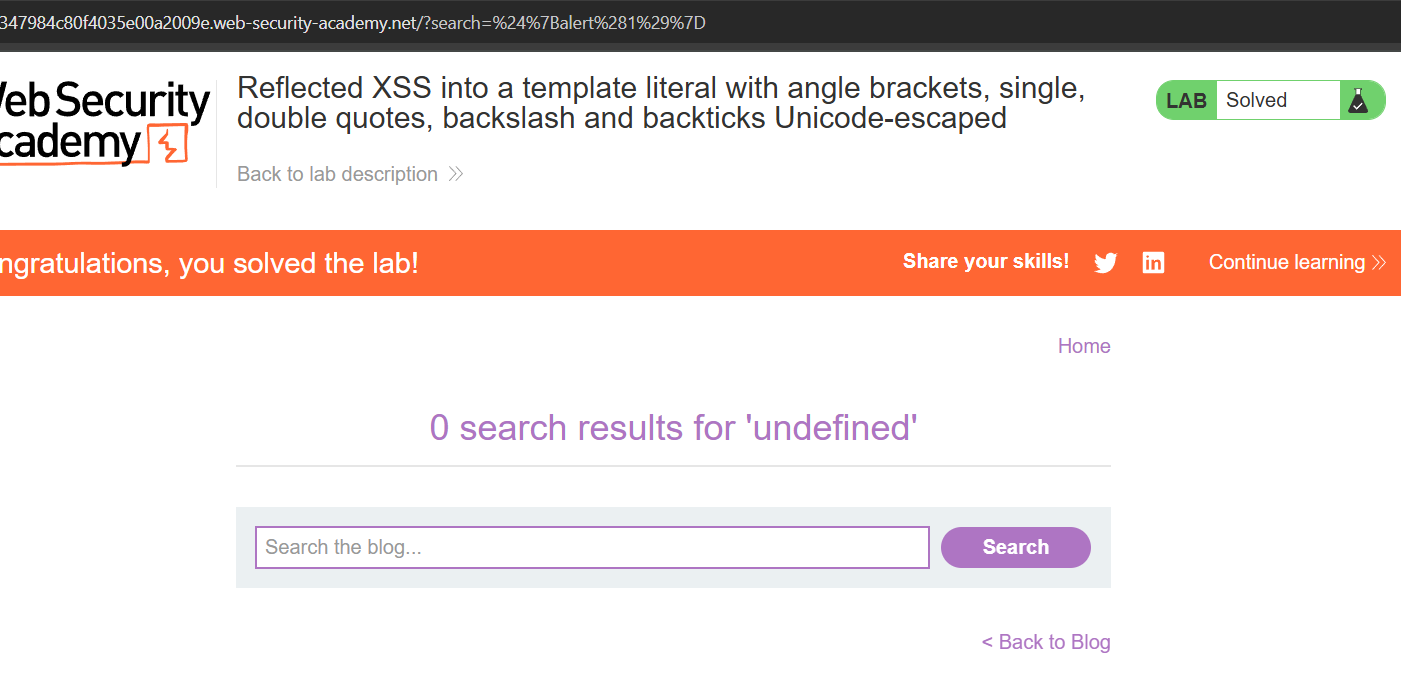 347984c80f4035e00a2009e.web-security-academy.net/?search=%24%7Balert%281%29%7D
Web Security
Academy
Reflected XSS into a template literal with angle brackets, single,
double quotes, backslash and backticks Unicode-escaped
LAB Solved
Back to lab description >>
ngratulations, you solved the lab!
Share your skills!
in
Continue learning >>
Home
0 search results for 'undefined'
Search the blog...
Search
< Back to Blog